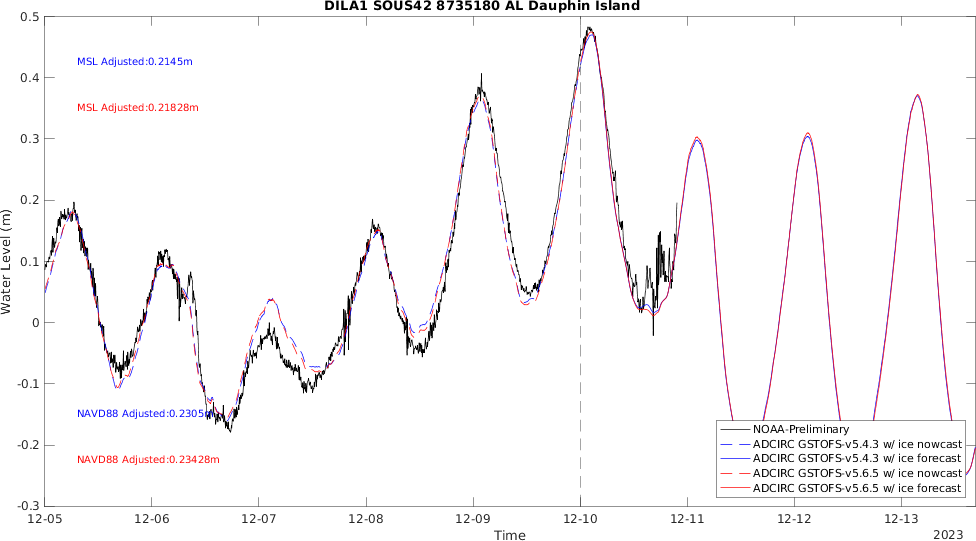 DILA1 SOUS42 8735180 AL Dauphin Island
0.5
0.4
0.3
0.2
0.1
0
-0.1
-0.2
-0.3
Water Level (m)
MSL Adjusted:0.2145m
MSL Adjusted:0.21828m
NAVD88 Adjusted:0.2305m
NAVD88 Adjusted:0.23428m
NOAA-Preliminary
ADCIRC GSTOFS-v5.4.3 w/ ice nowcast
ADCIRC GSTOFS-v5.4.3 w/ ice forecast
ADCIRC GSTOFS-v5.6.5 w/ ice nowcast
ADCIRC GSTOFS-v5.6.5 w/ ice forecast
12-05 12-06 12-07 12-08 12-09 12-10 12-11 12-12 12-13
Time
2023